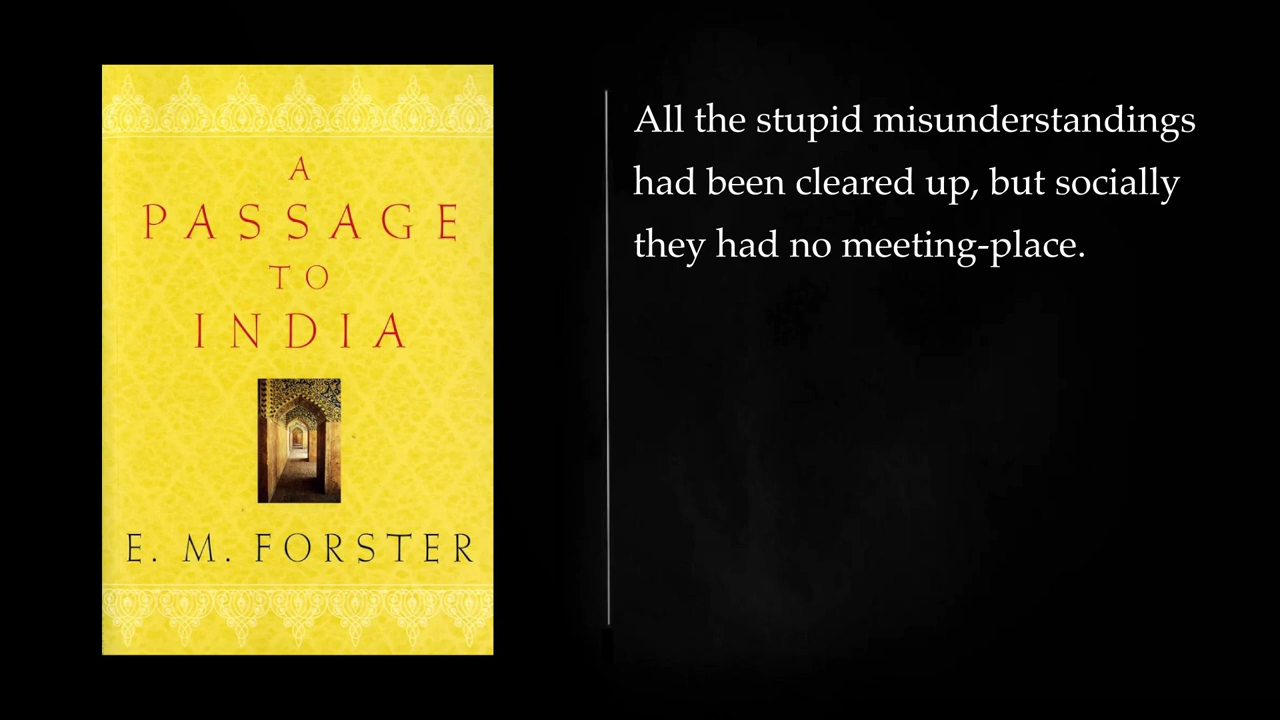 A
PASSAGE
TO
INDIA
E. M. FORSTER
All the stupid misunderstandings
had been cleared up, but socially
they had no meeting-place.